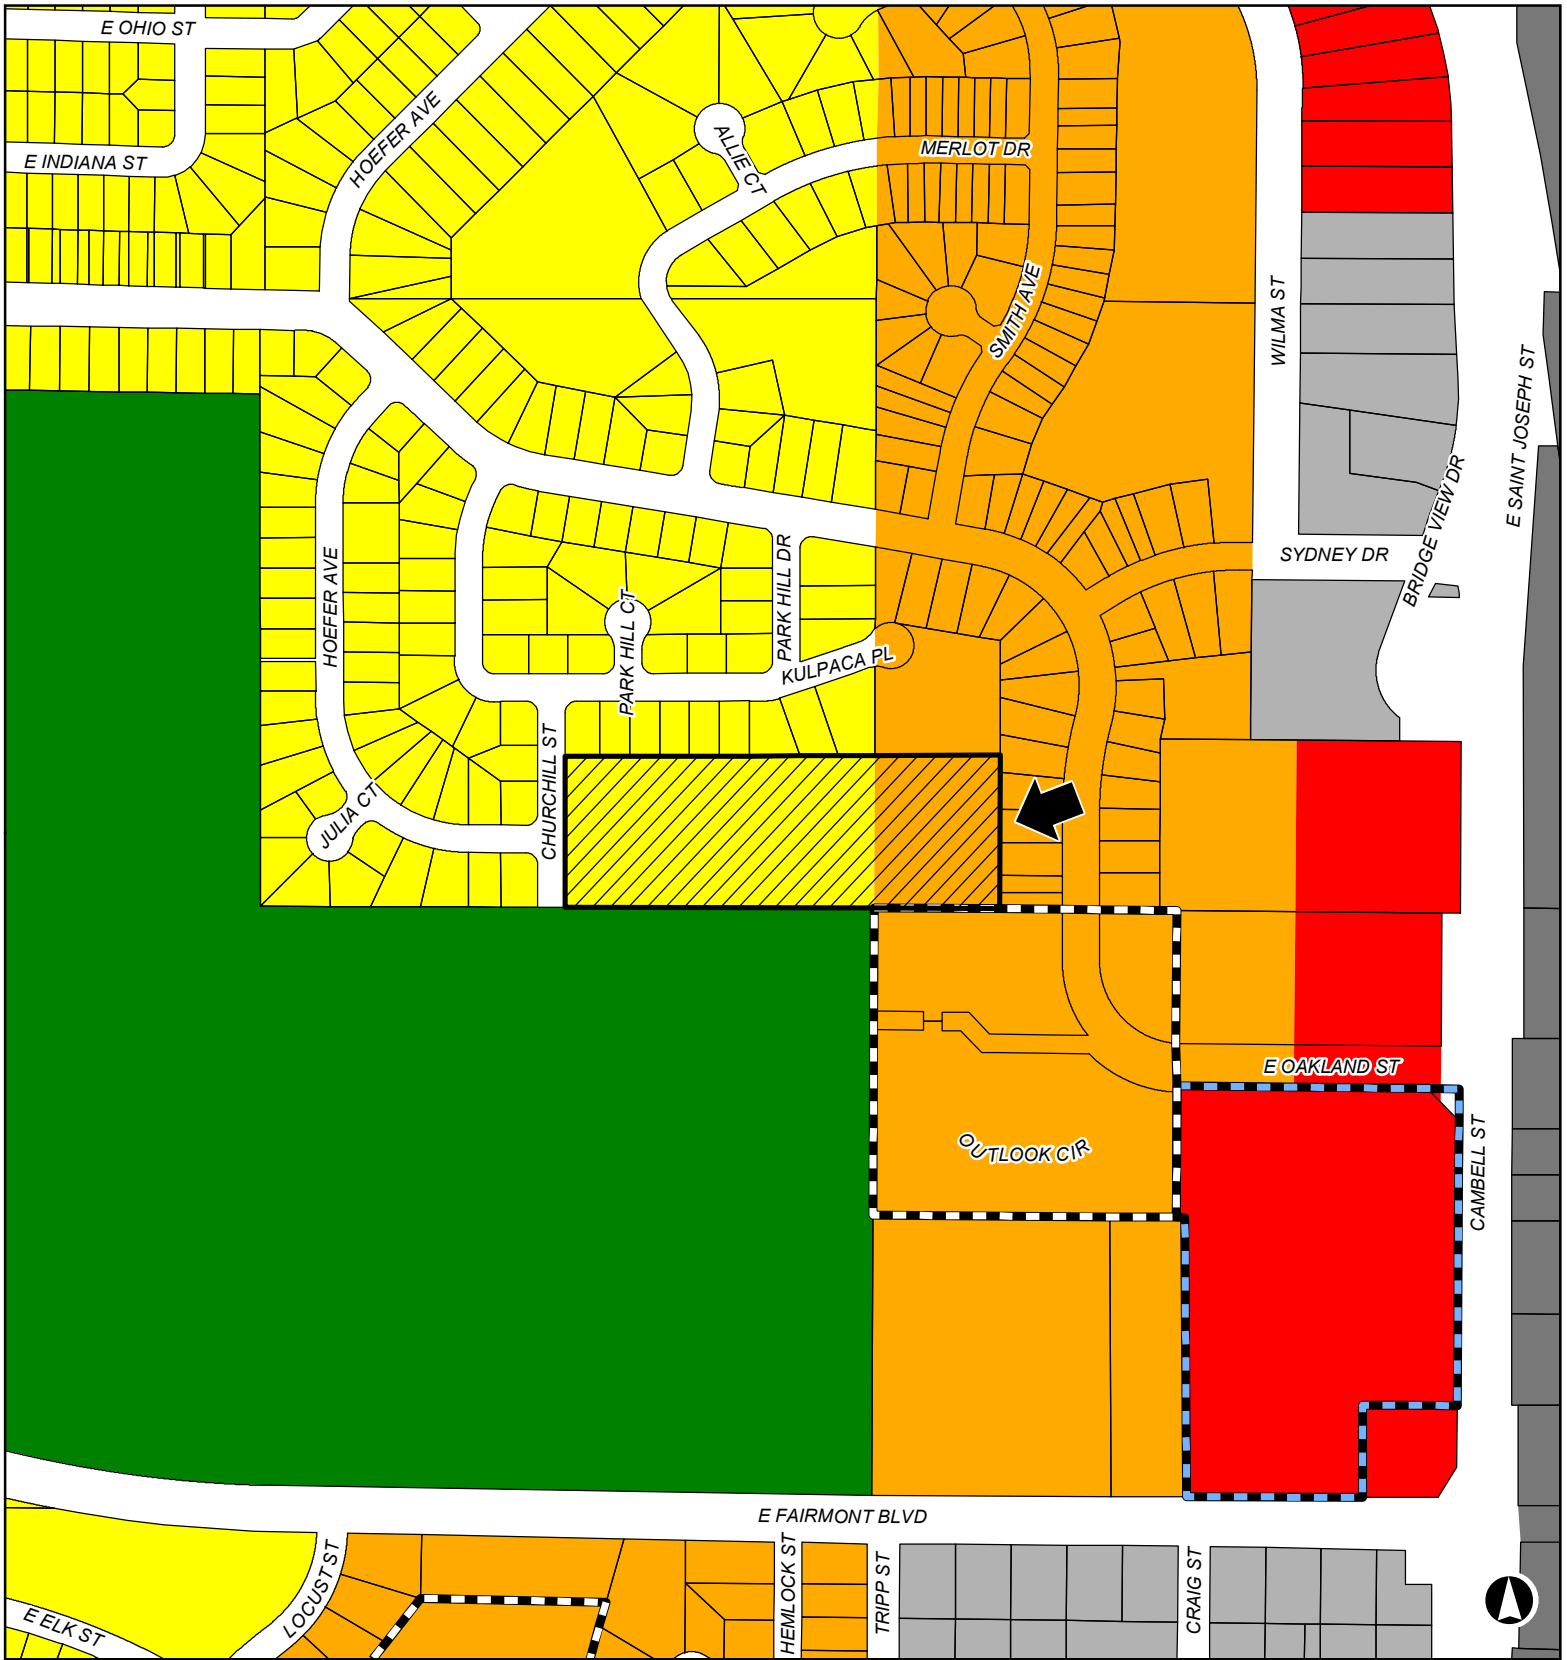 E OHIO ST
HOEFER AVE
E INDIANA ST
ALLIE CT
MERLOT DR
SMITH AVE
WILMA ST
E SAINT JOSEPH ST
BRIDGE VIEW DR
SYDNEY DR
HOEFER AVE
PARK HILL DR
PARK HILL CT
KULPACA PL
CHURCHILL ST
JULIA CT
E OAKLAND ST
OUTLOOK CIR
CAMBELL ST
E FAIRMONT BLVD
LOCUST ST
E ELK ST
HEMLOCK ST
TRIPP ST
CRAIG ST